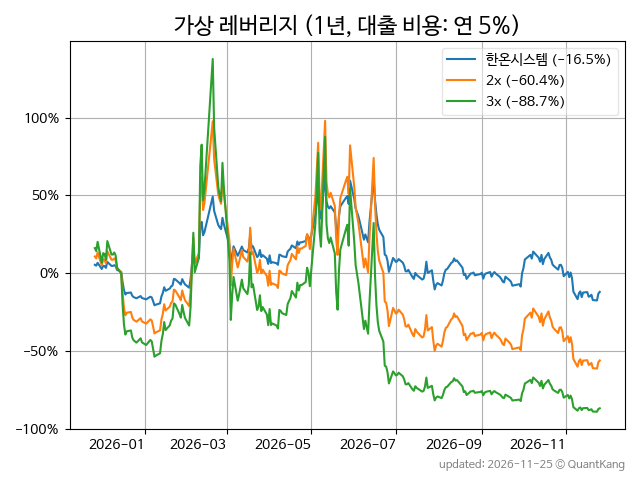 가상 레버리지 (1년, 대출 비용: 연 5%)
한온시스템 (-16.5%)
2x (-60.4%)
3x (-88.7%)
100%
50%
0%
-50%
-100%
2026-01 2026-03 2026-05 2026-07 2026-09 2026-11
updated: 2026-11-25 © QuantKang